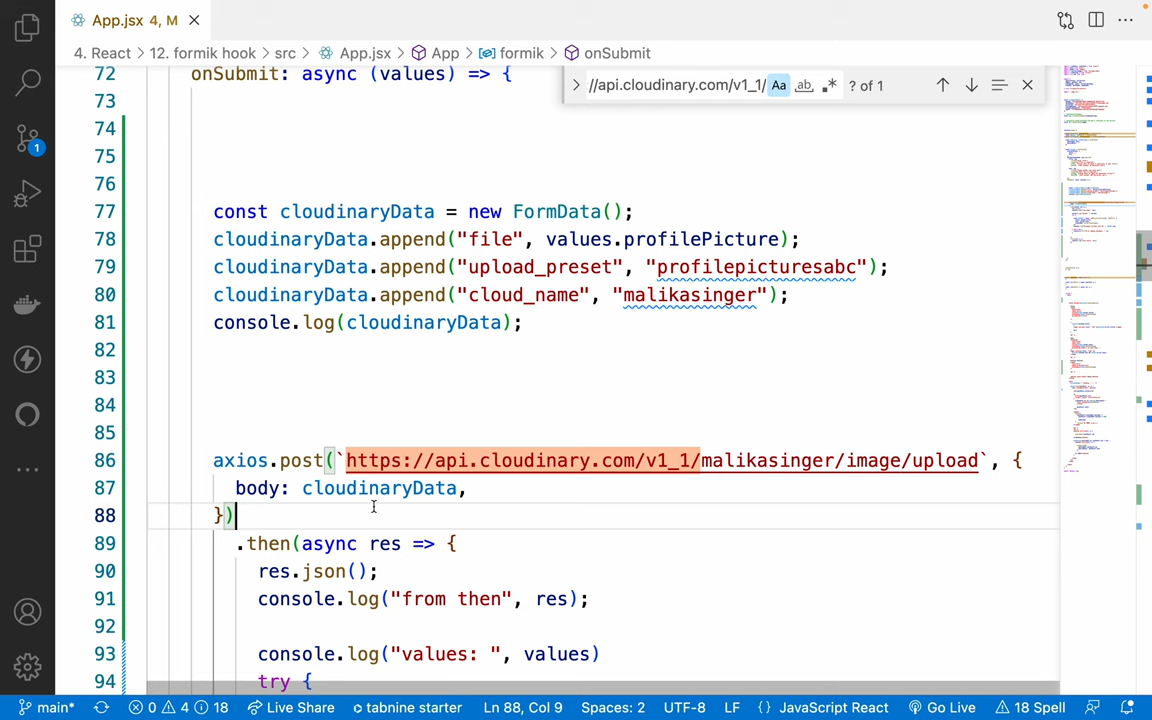 App.jsx 4, M
4. React > 12. formik hook > src > App.jsx > App > formik > onSubmit
//api.cloudinary.com/v1_1/ Aa ab .* ? of 1
72 onSubmit: async (values) => {
73
74
75
76
77 const cloudinaryData = new FormData();
78 cloudinaryData.append("file", values.profilePicture);
79 cloudinaryData.append("upload_preset", "profilepicturesabc");
80 cloudinaryData.append("cloud_name", "malikasinger");
81 console.log(cloudinaryData);
82
83
84
85
86 axios.post(`https://api.cloudinary.com/v1_1/malikasinger/image/upload`, {
87 body: cloudinaryData,
88 })
89 .then(async res => {
90 res.json();
91 console.log("from then", res);
92
93 console.log("values: ", values)
94 try {
1
main* 0 4 18 Live Share tabnine starter Ln 88, Col 9 Spaces: 2 UTF-8 LF {} JavaScript React Go Live 18 Spell